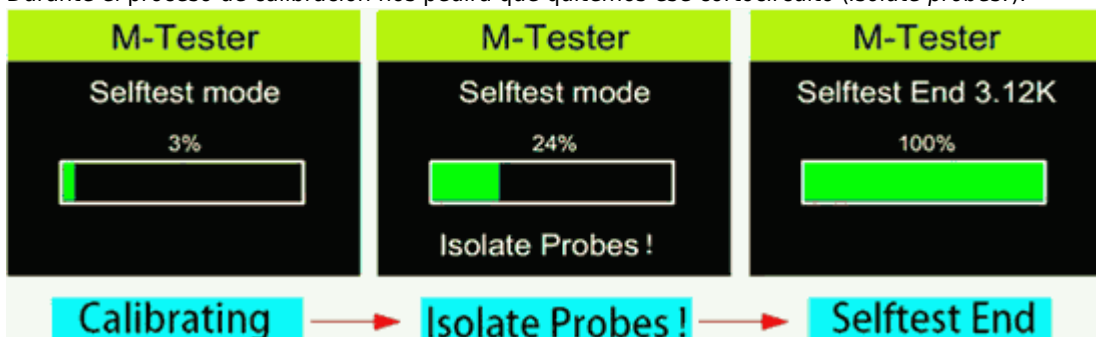 Durante el proceso de calibración nos pedirá que quitemos ese cortocircuito (isolate probes!).
M-Tester
Selftest mode
3%
M-Tester
Selftest mode
24%
Isolate Probes !
M-Tester
Selftest End 3.12K
100%
Calibrating
Isolate Probes !
Selftest End